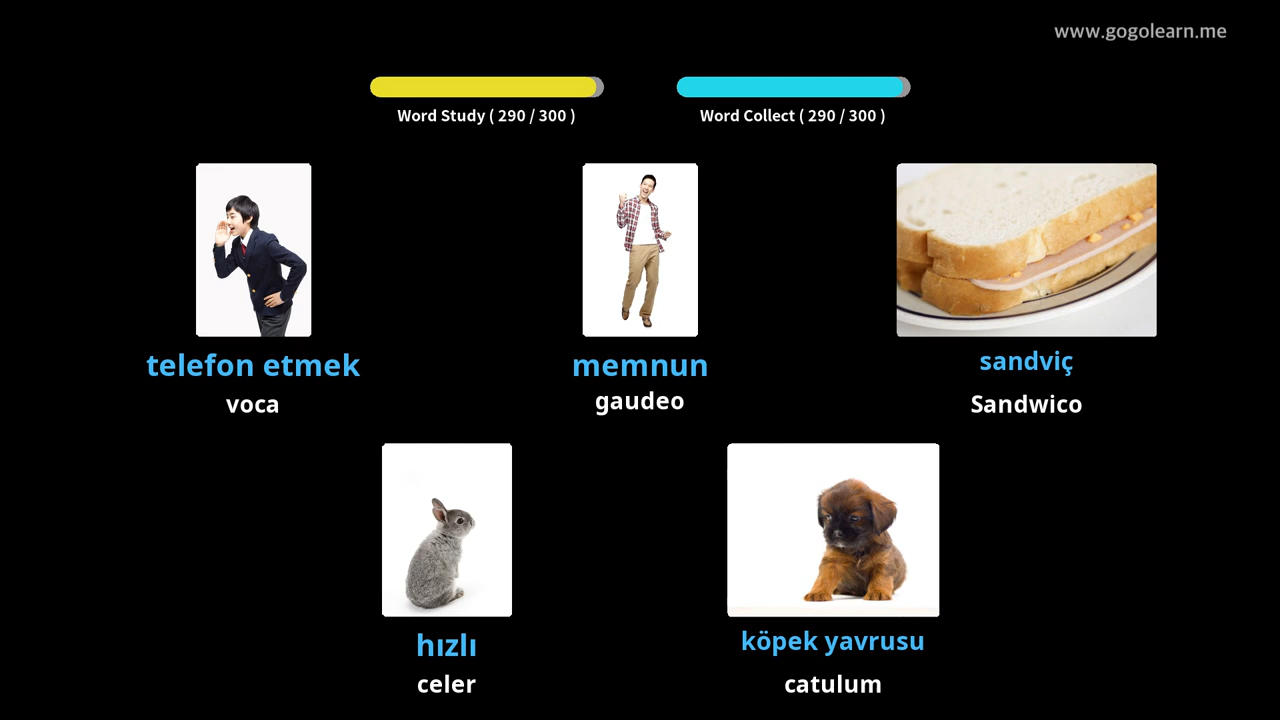 www.gogolearn.me
Word Study ( 290 / 300 )
Word Collect ( 290 / 300 )
telefon etmek
voca
memnun
gaudeo
sandviç
Sandwico
hızlı
celer
köpek yavrusu
catulum